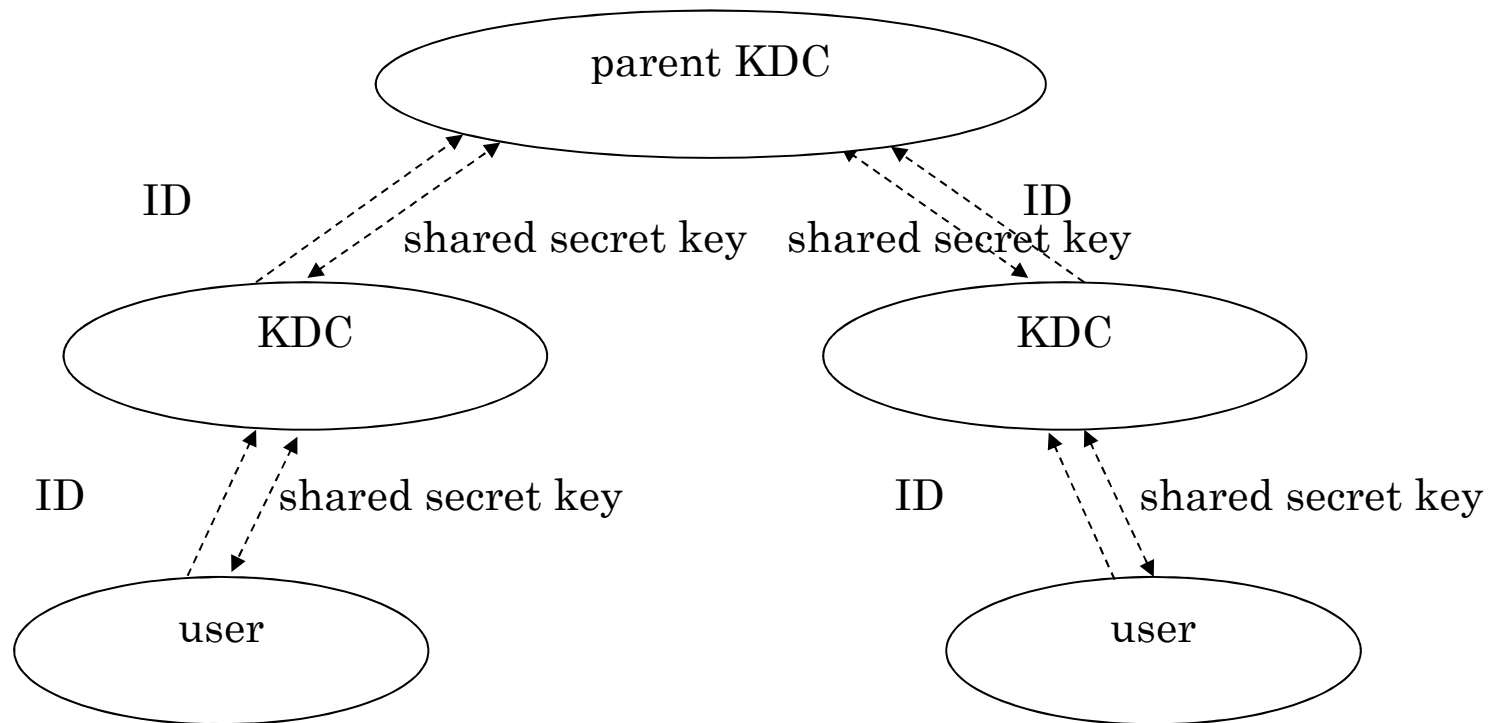 parent KDC
ID
ID
shared secret key
shared secret key
KDC
KDC
ID
shared secret key
ID
shared secret key
user
user